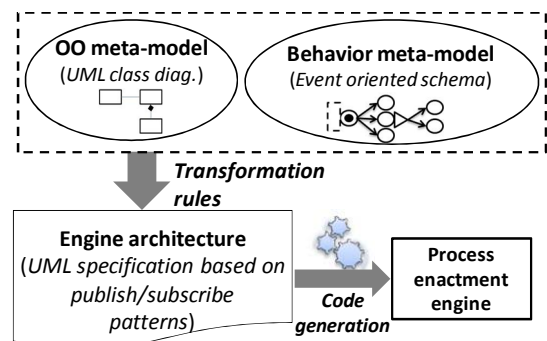 OO meta-model
(UML class diag.)
Behavior meta-model
(Event oriented schema)
Transformation
rules
Engine architecture
(UML specification based on
publish/subscribe
patterns)
Code
generation
Process
enactment
engine